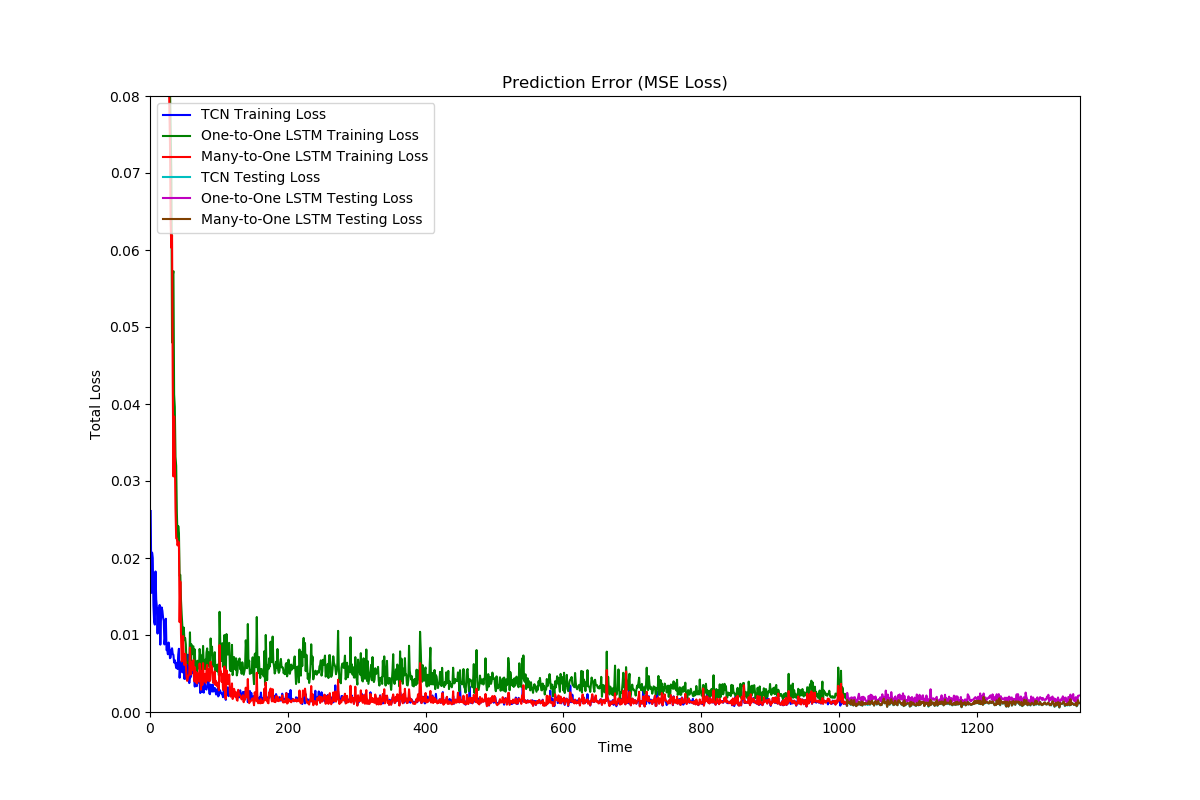 Prediction Error (MSE Loss)
0.08
0.07
0.06
0.05
0.04
0.03
0.02
0.01
0.00
Total Loss
TCN Training Loss
One-to-One LSTM Training Loss
Many-to-One LSTM Training Loss
TCN Testing Loss
One-to-One LSTM Testing Loss
Many-to-One LSTM Testing Loss
0 200 400 600 800 1000 1200
Time